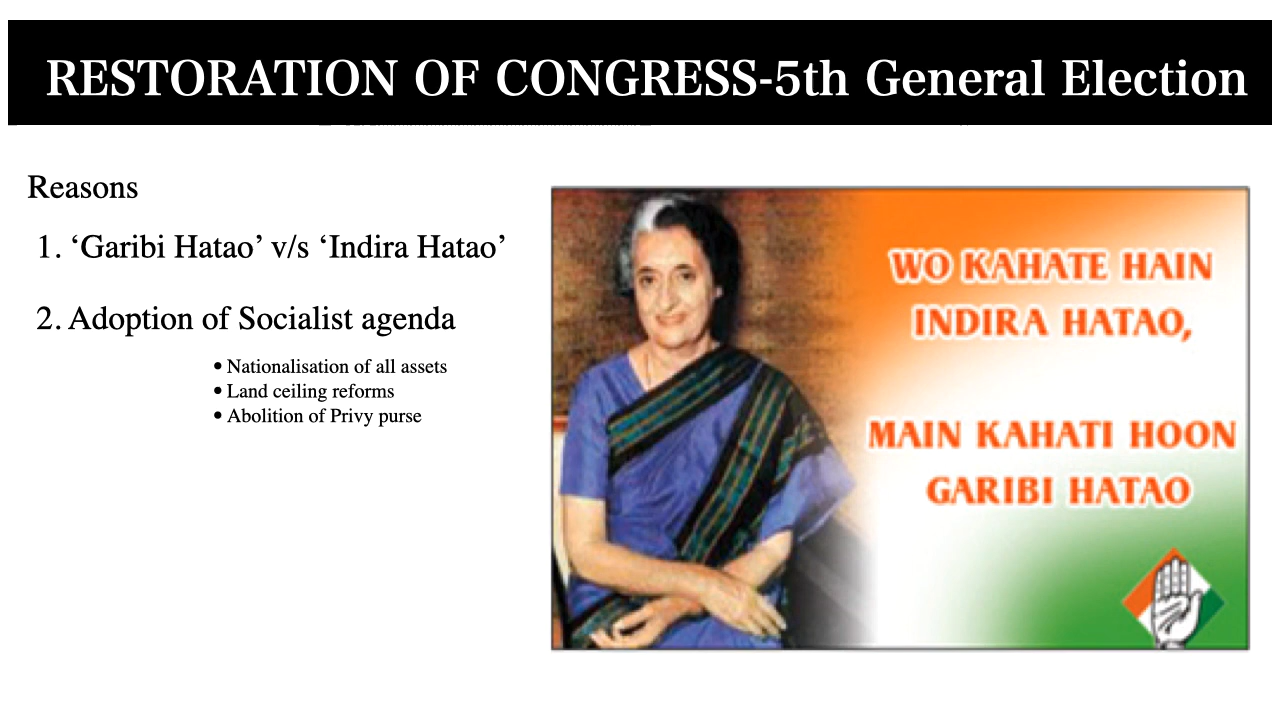 RESTORATION OF CONGRESS-5th General Election
Reasons
1. ‘Garibi Hatao’ v/s ‘Indira Hatao’
2. Adoption of Socialist agenda
• Nationalisation of all assets
• Land ceiling reforms
• Abolition of Privy purse
WO KAHATE HAIN
INDIRA HATAO,
MAIN KAHATI HOON
GARIBI HATAO